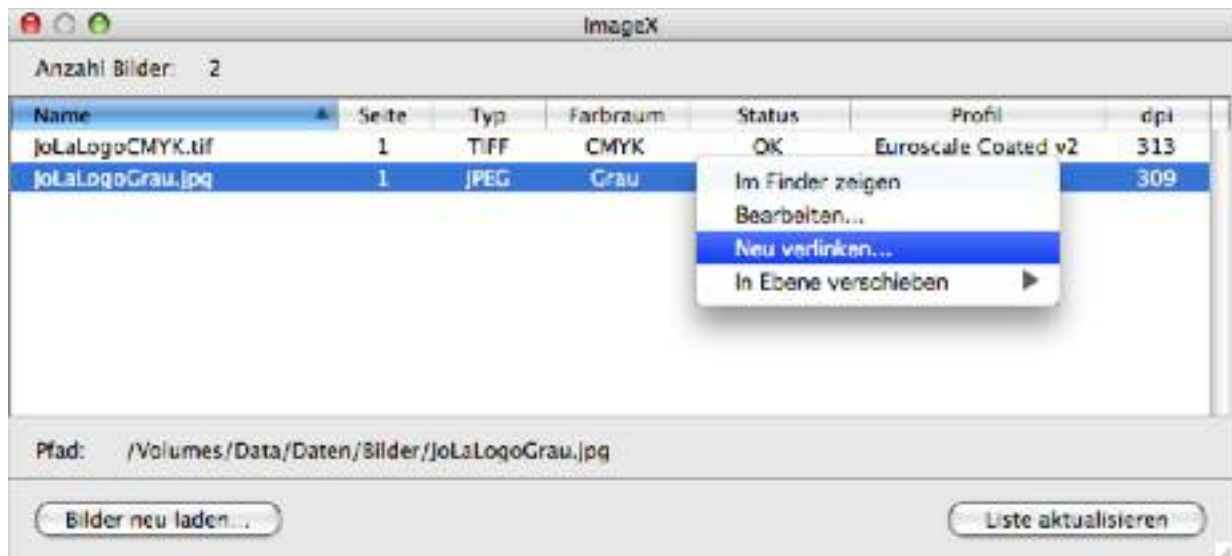 ImageX
Anzahl Bilder: 2
Name Seite Typ Farbraum Status Profil dpi
JoLaLogoCMYK.tif 1 TIFF CMYK OK Euroscale Coated v2 313
JoLaLogoGrau.jpg 1 JPEG Grau 309
Im Finder zeigen
Bearbeiten...
Neu verlinken...
In Ebene verschieben
Pfad: /Volumes/Data/Daten/Bilder/JoLaLogoGrau.jpg
Bilder neu laden... Liste aktualisieren